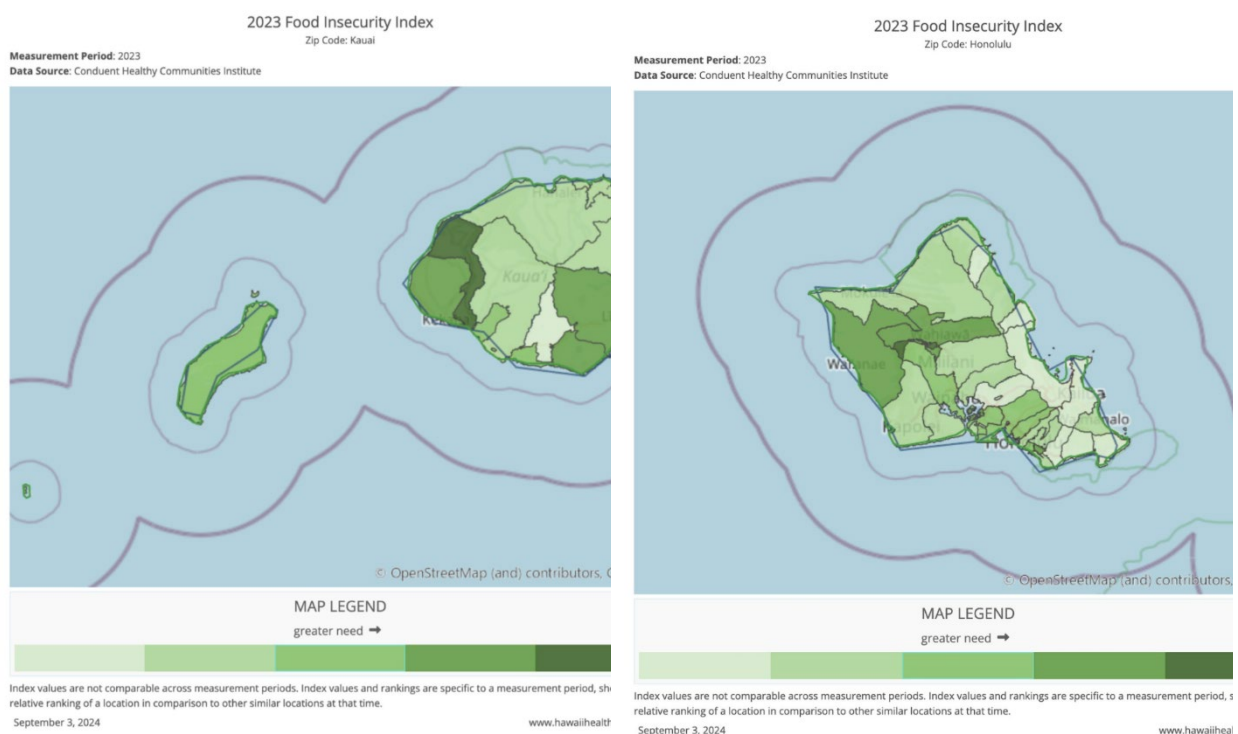 2023 Food Insecurity Index
Zip Code: Kauai
Measurement Period: 2023
Data Source: Conduent Healthy Communities Institute
Kaua'i
© OpenStreetMap (and) contributors, C
MAP LEGEND
greater need →
Index values are not comparable across measurement periods. Index values and rankings are specific to a measurement period, sh
relative ranking of a location in comparison to other similar locations at that time.
September 3, 2024
www.hawaiihealth
2023 Food Insecurity Index
Zip Code: Honolulu
Measurement Period: 2023
Data Source: Conduent Healthy Communities Institute
Waianae
Mililani
© OpenStreetMap (and) contributors,
MAP LEGEND
greater need →
Index values are not comparable across measurement periods. Index values and rankings are specific to a measurement period, s
relative ranking of a location in comparison to other similar locations at that time.
September 3, 2024
www.hawaiiheal